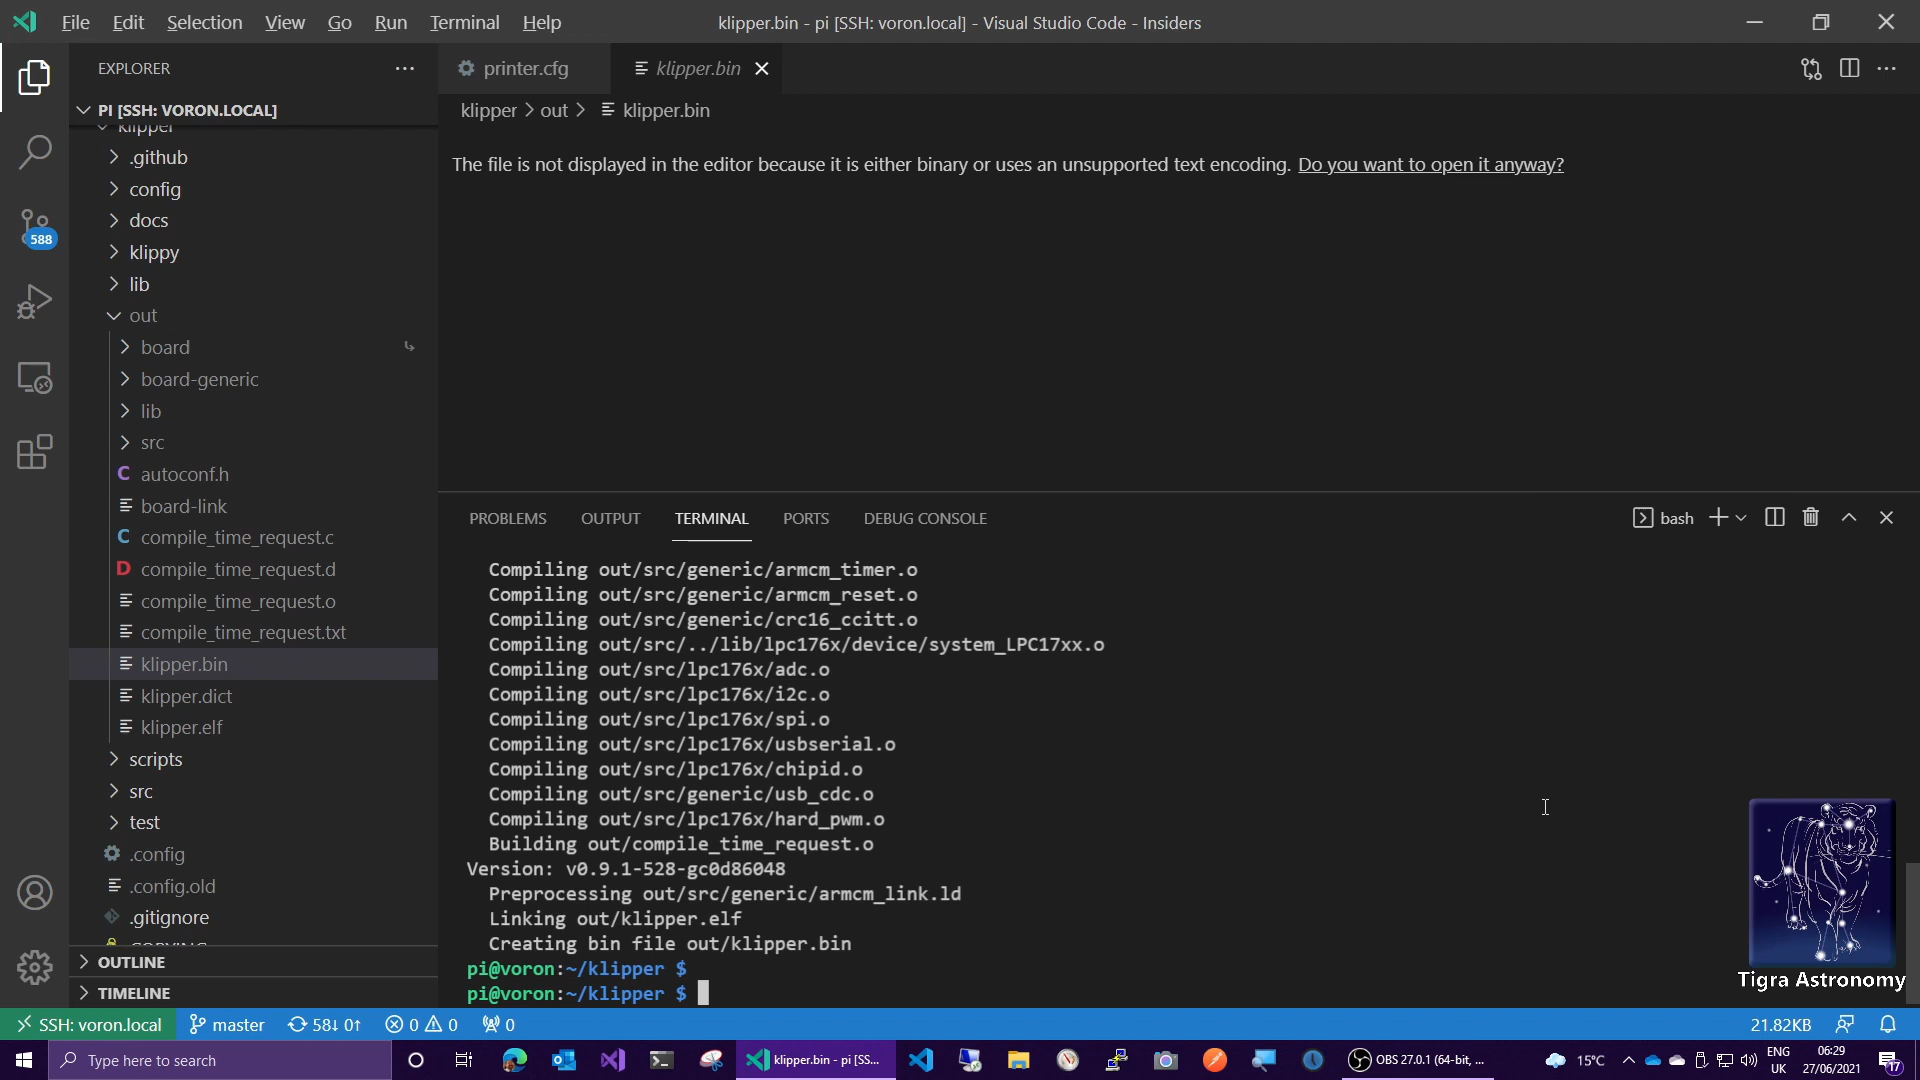 File Edit Selection View Go Run Terminal Help
klipper.bin - pi [SSH: voron.local] - Visual Studio Code - Insiders
EXPLORER
PI [SSH: VORON.LOCAL]
klipper
.github
config
docs
klippy
lib
out
board
board-generic
lib
src
C autoconf.h
board-link
C compile_time_request.c
D compile_time_request.d
compile_time_request.o
compile_time_request.txt
klipper.bin
klipper.dict
klipper.elf
scripts
src
test
.config
.config.old
.gitignore
COPYING
OUTLINE
TIMELINE
588
printer.cfg
klipper.bin
klipper > out > klipper.bin
The file is not displayed in the editor because it is either binary or uses an unsupported text encoding. Do you want to open it anyway?
PROBLEMS OUTPUT TERMINAL PORTS DEBUG CONSOLE
bash
Compiling out/src/generic/armcm_timer.o
Compiling out/src/generic/armcm_reset.o
Compiling out/src/generic/crc16_ccitt.o
Compiling out/src/../lib/lpc176x/device/system_LPC17xx.o
Compiling out/src/lpc176x/adc.o
Compiling out/src/lpc176x/i2c.o
Compiling out/src/lpc176x/spi.o
Compiling out/src/lpc176x/usbserial.o
Compiling out/src/lpc176x/chipid.o
Compiling out/src/generic/usb_cdc.o
Compiling out/src/lpc176x/hard_pwm.o
Building out/compile_time_request.o
Version: v0.9.1-528-gc0d86048
Preprocessing out/src/generic/armcm_link.ld
Linking out/klipper.elf
Creating bin file out/klipper.bin
pi@voron:~/klipper $
pi@voron:~/klipper $
Tigra Astronomy
SSH: voron.local master 58↓ 0↑ 0 0 0
21.82KB
Type here to search
klipper.bin - pi [SS...
OBS 27.0.1 (64-bit, ...
15°C
ENG
UK
06:29
27/06/2021
17